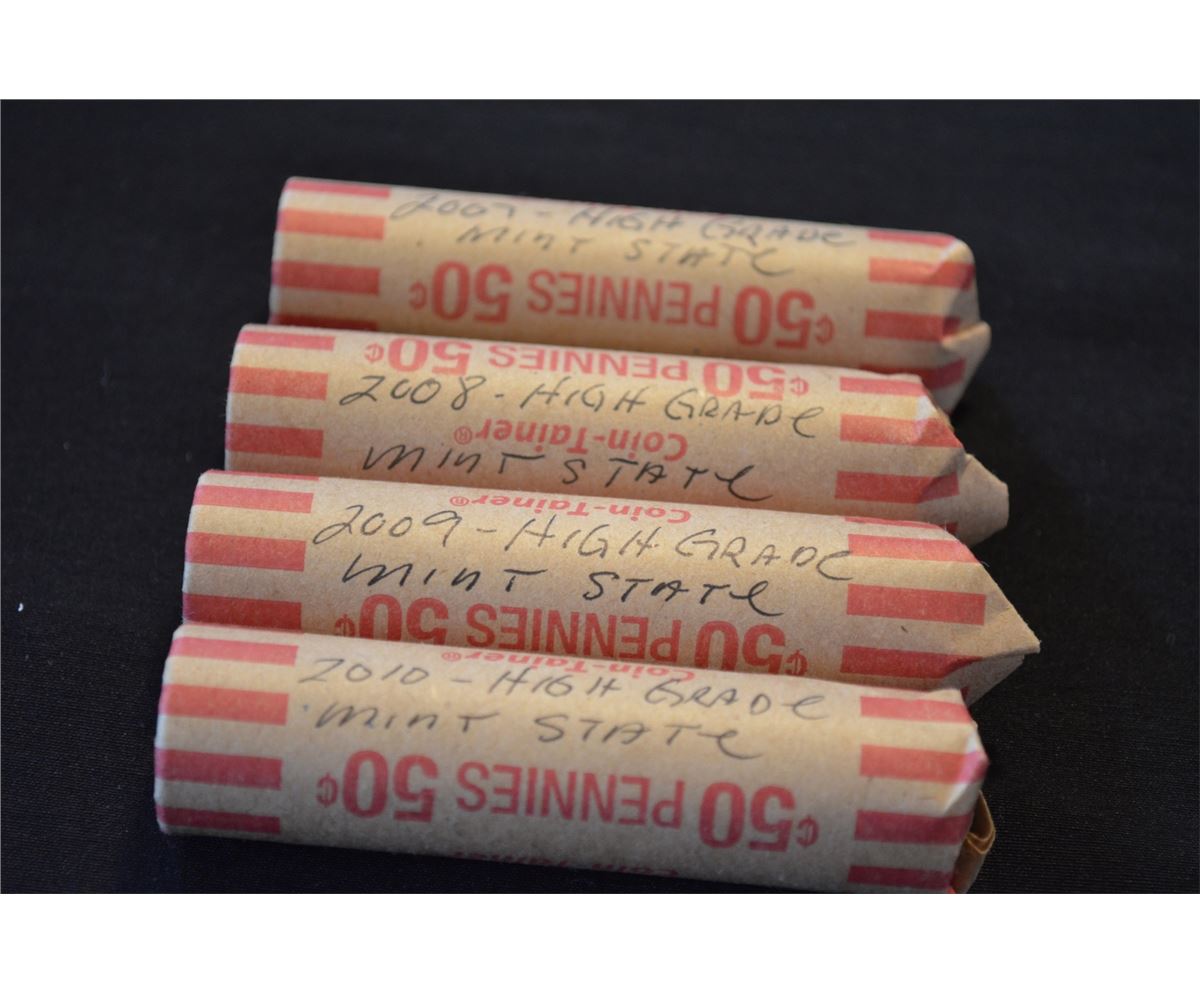 2007 - HIGH GRADE
MINT STATE
¢50 PENNIES 50¢
¢50 PENNIES 50¢
2008 - HIGH GRADE
Coin-Tainer®
MINT STATE
Coin-Tainer®
2009 - HIGH GRADE
MINT STATE
¢50 PENNIES 50¢
Coin-Tainer®
2010 - HIGH GRADE
MINT STATE
¢50 PENNIES 50¢
Coin-Tainer